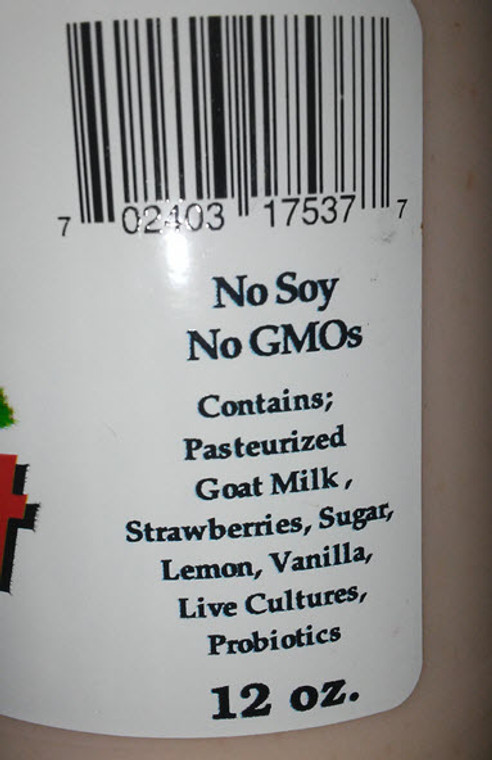 7 02403 17537 7
No Soy
No GMOs
Contains;
Pasteurized
Goat Milk,
Strawberries, Sugar,
Lemon, Vanilla,
Live Cultures,
Probiotics
12 oz.